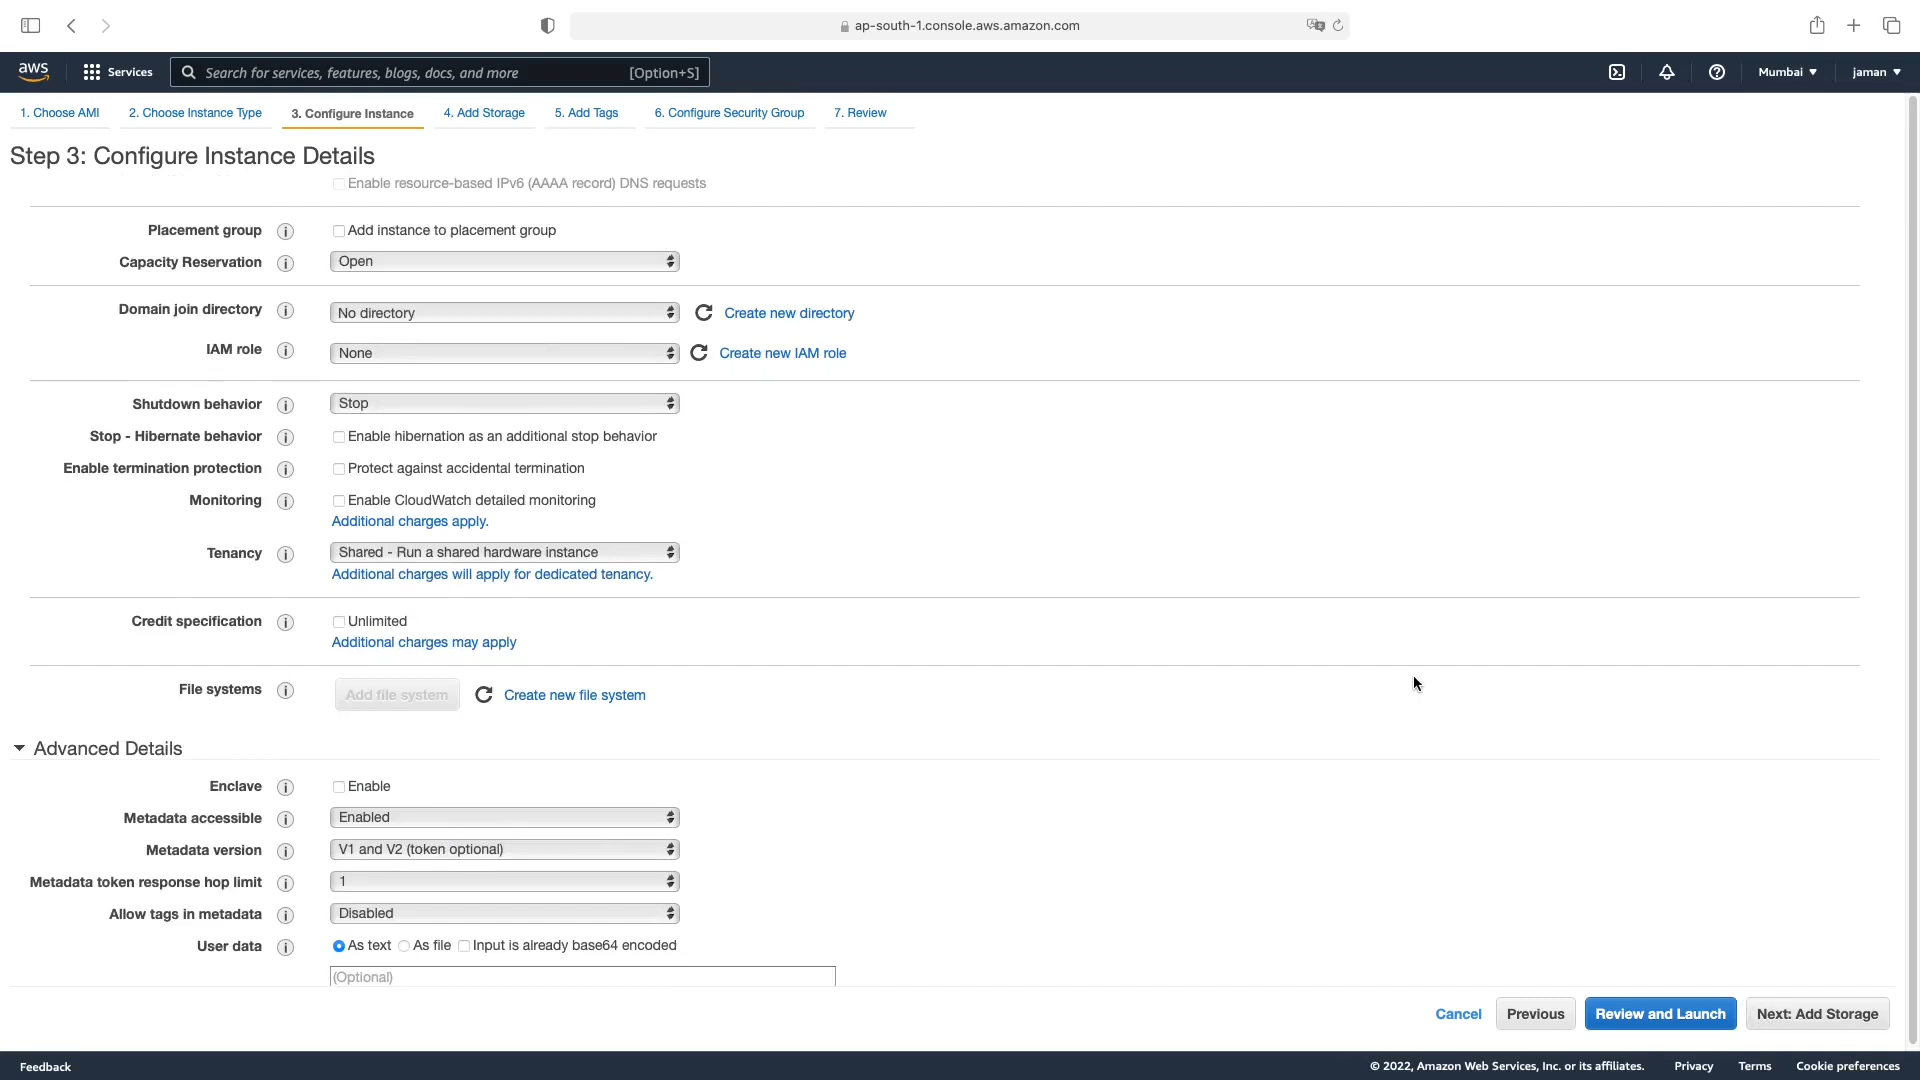 ap-south-1.console.aws.amazon.com
aws
Services
Search for services, features, blogs, docs, and more
[Option+S]
Mumbai
jaman
1. Choose AMI
2. Choose Instance Type
3. Configure Instance
4. Add Storage
5. Add Tags
6. Configure Security Group
7. Review
Step 3: Configure Instance Details
Enable resource-based IPv6 (AAAA record) DNS requests
Placement group
Add instance to placement group
Capacity Reservation
Open
Domain join directory
No directory
Create new directory
IAM role
None
Create new IAM role
Shutdown behavior
Stop
Stop - Hibernate behavior
Enable hibernation as an additional stop behavior
Enable termination protection
Protect against accidental termination
Monitoring
Enable CloudWatch detailed monitoring
Additional charges apply.
Tenancy
Shared - Run a shared hardware instance
Additional charges will apply for dedicated tenancy.
Credit specification
Unlimited
Additional charges may apply
File systems
Add file system
Create new file system
Advanced Details
Enclave
Enable
Metadata accessible
Enabled
Metadata version
V1 and V2 (token optional)
Metadata token response hop limit
1
Allow tags in metadata
Disabled
User data
As text
As file
Input is already base64 encoded
(Optional)
Cancel
Previous
Review and Launch
Next: Add Storage
Feedback
© 2022, Amazon Web Services, Inc. or its affiliates.
Privacy
Terms
Cookie preferences